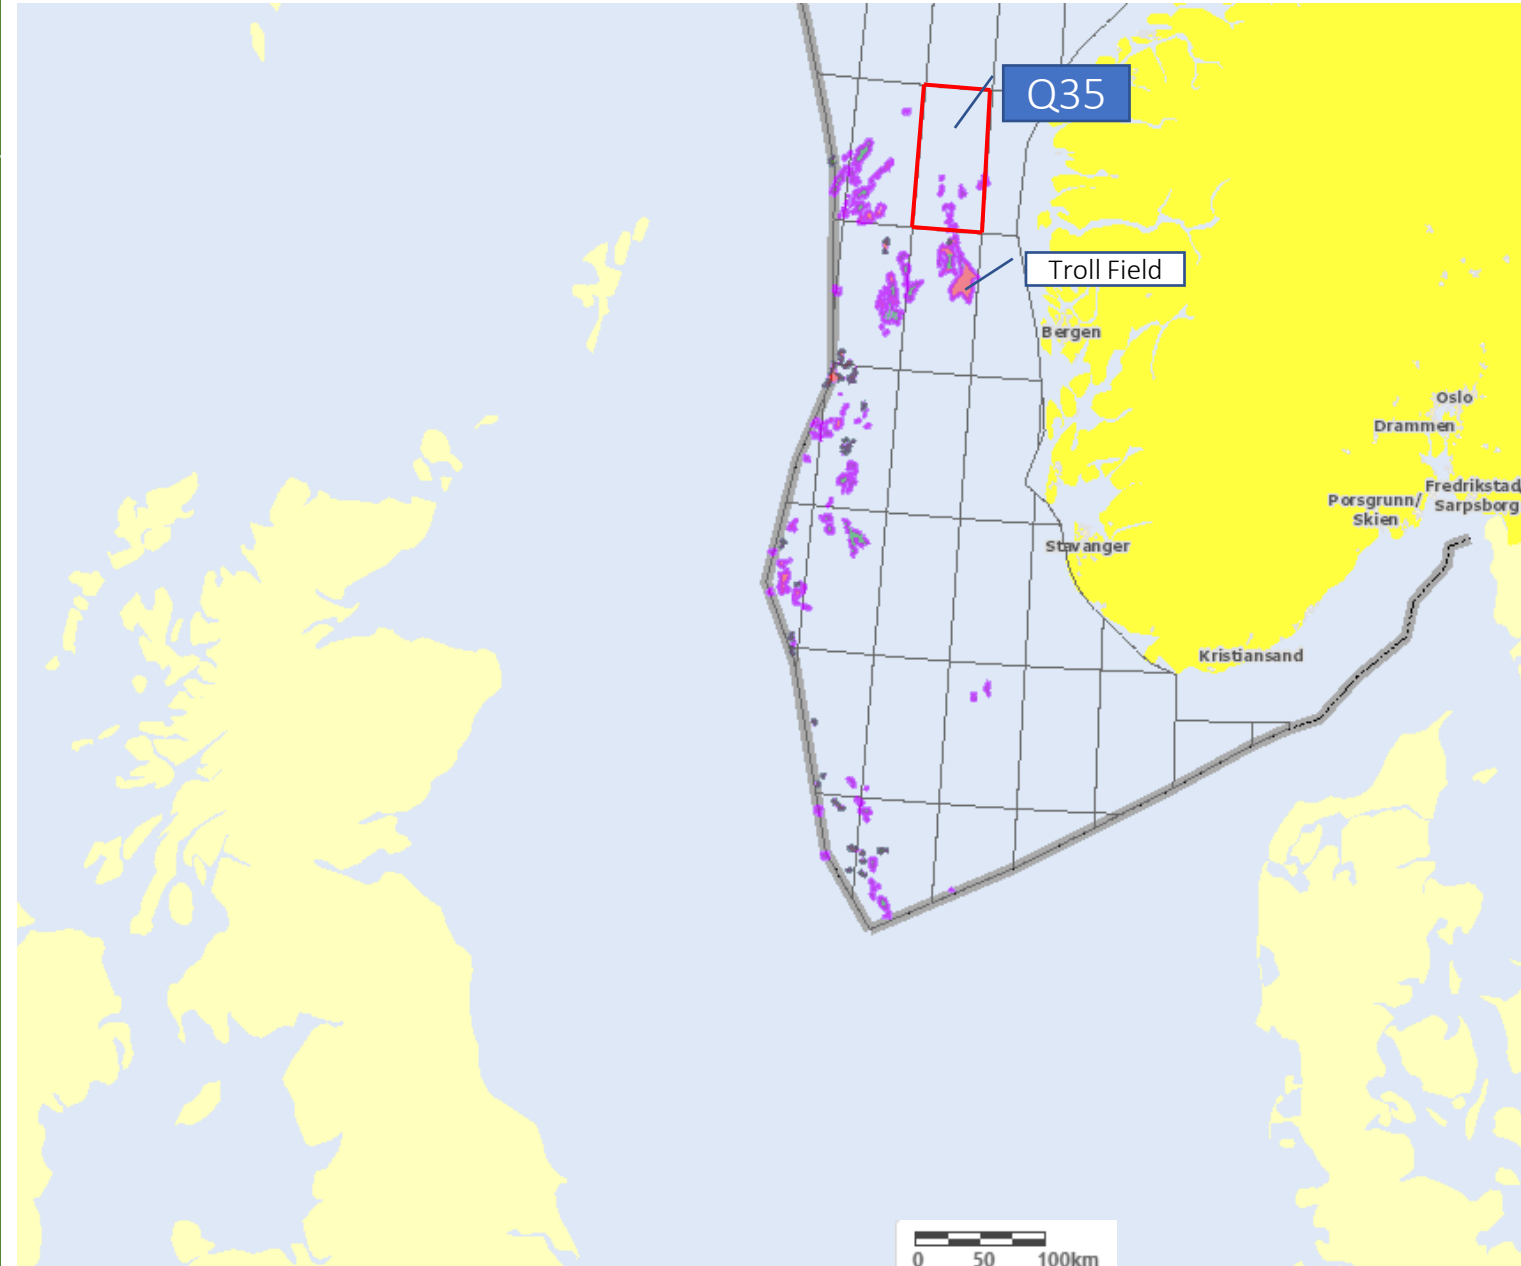 Q35
Troll Field
Bergen
Oslo
Drammen
Fredrikstad/
Sarpsborg
Porsgrunn/
Skien
Stavanger
Kristiansand
0 50 100km